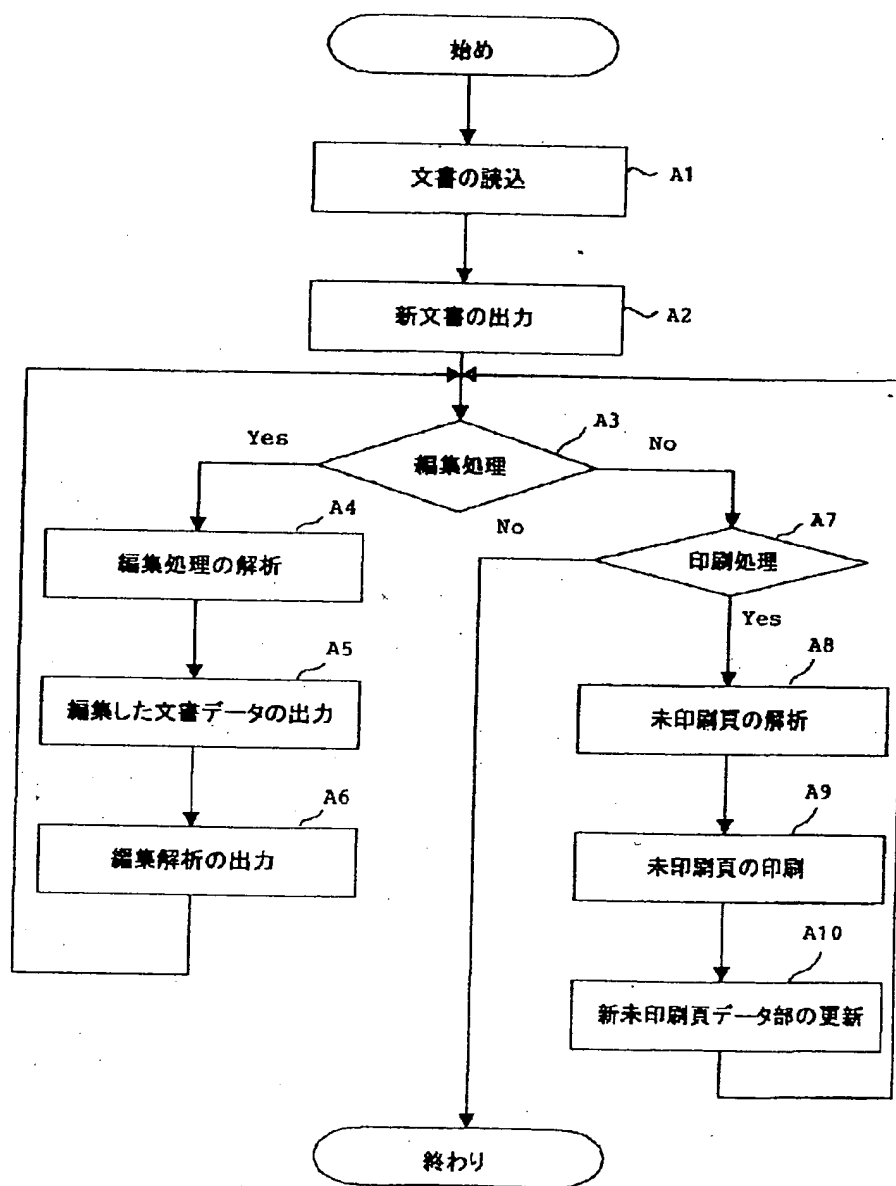 始め
文書の読込
A1
新文書の出力
A2
A3
Yes
編集処理
No
A4
編集処理の解析
No
A7
印刷処理
Yes
A5
編集した文書データの出力
A8
未印刷頁の解析
A6
編集解析の出力
A9
未印刷頁の印刷
A10
新未印刷頁データ部の更新
終わり